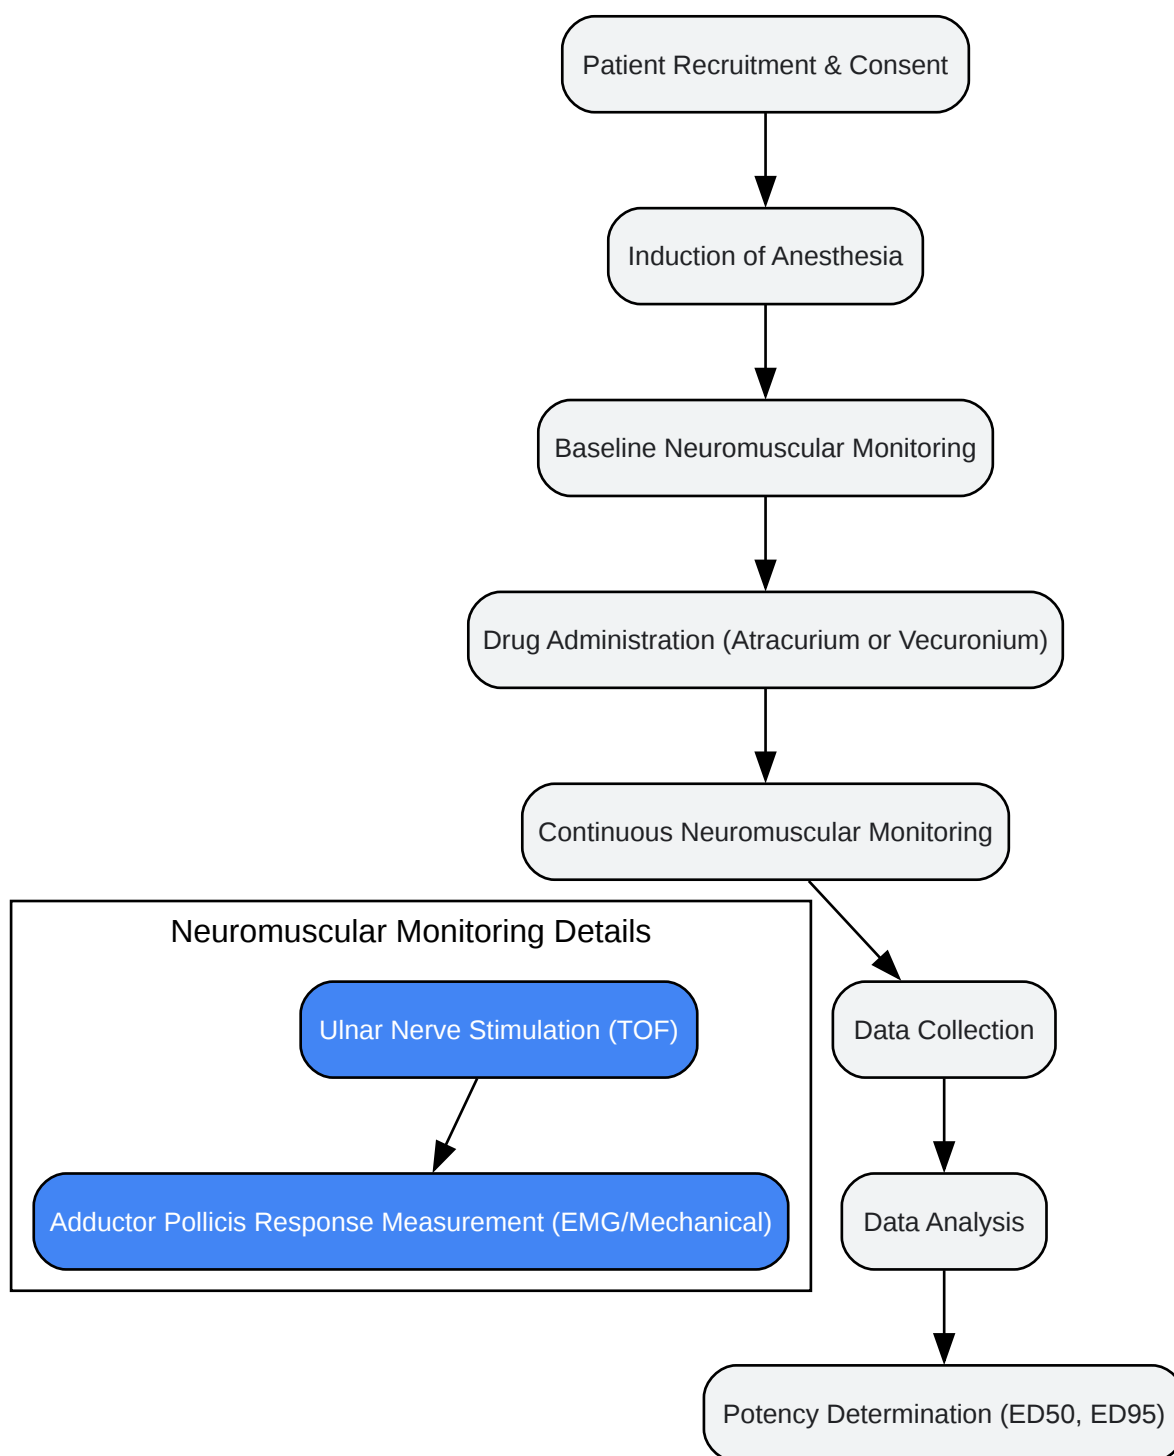 Patient Recruitment & Consent
Induction of Anesthesia
Baseline Neuromuscular Monitoring
Drug Administration (Atracurium or Vecuronium)
Continuous Neuromuscular Monitoring
Neuromuscular Monitoring Details
Ulnar Nerve Stimulation (TOF)
Adductor Pollicis Response Measurement (EMG/Mechanical)
Data Collection
Data Analysis
Potency Determination (ED50, ED95)